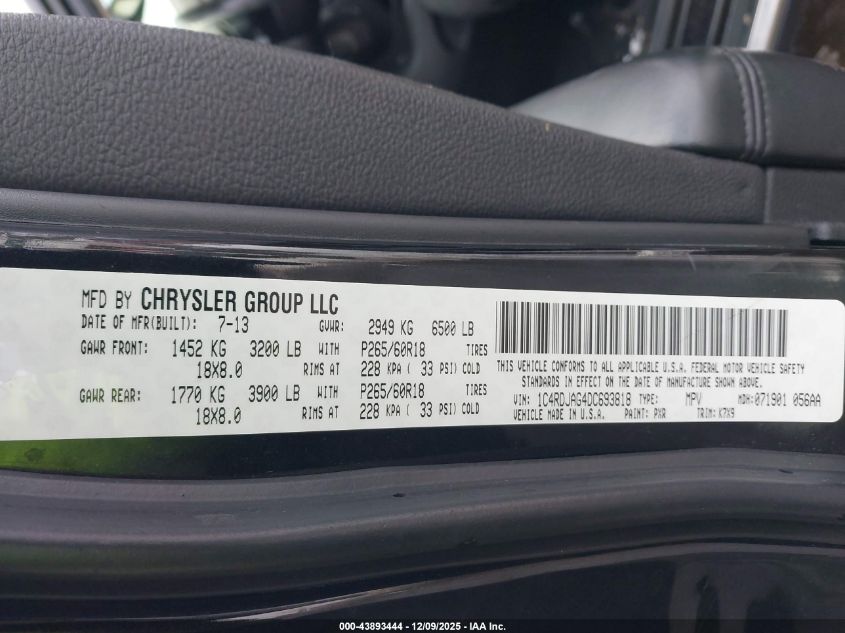 MFD BY CHRYSLER GROUP LLC
DATE OF MFR(BUILT): 7-13 GVWR: 2949 KG 6500 LB
GAWR FRONT: 1452 KG 3200 LB WITH P265/60R18 TIRES
18X8.0 RIMS AT 228 KPA ( 33 PSI) COLD
GAWR REAR: 1770 KG 3900 LB WITH P265/60R18 TIRES
18X8.0 RIMS AT 228 KPA ( 33 PSI) COLD
THIS VEHICLE CONFORMS TO ALL APPLICABLE U.S.A. FEDERAL MOTOR VEHICLE SAFETY
STANDARDS IN EFFECT ON THE DATE OF MANUFACTURE SHOWN ABOVE.
VIN: 1C4RDJAG4DC693818 TYPE: MPV MDH:071901 056AA
VEHICLE MADE IN U.S.A. PAINT: PXR TRIM: K7X9
000-43893444 - 12/09/2025 - IAA Inc.